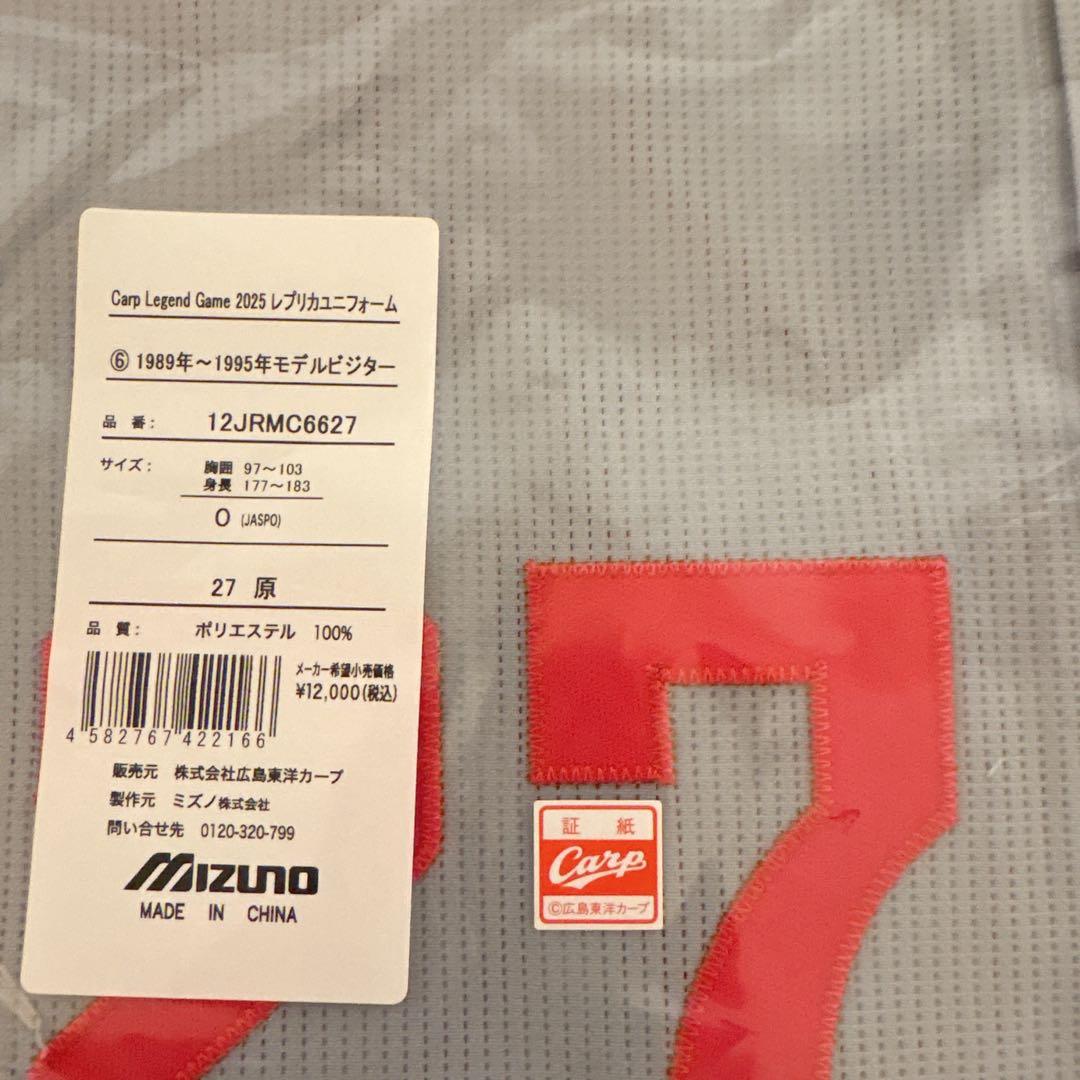 Carp Legend Game 2025 レプリカユニフォーム
⑥ 1989年～1995年モデルビジター
品 番： 12JRMC6627
サイズ： 胸囲 97～103
身長 177～183
O (JASPO)
27 原
品 質： ポリエステル 100%
メーカー希望小売価格
¥12,000(税込)
4 582767 422166
販売元 株式会社広島東洋カープ
製作元 ミズノ株式会社
問い合せ先 0120-320-799
MIZUNO
MADE IN CHINA
27
証 紙
Carp
©広島東洋カープ